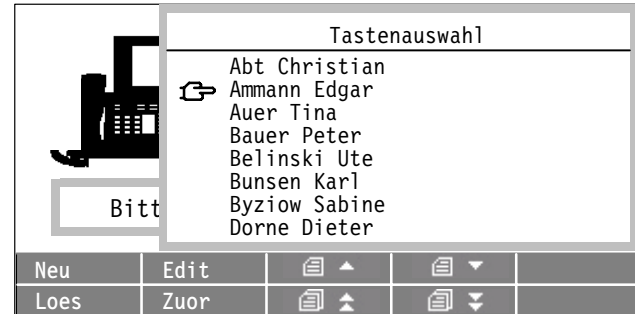 Tastenauswahl
Abt Christian
Ammann Edgar
Auer Tina
Bauer Peter
Belinski Ute
Bunsen Karl
Byziow Sabine
Dorne Dieter
Bitt
Neu Edit
Loes Zuor